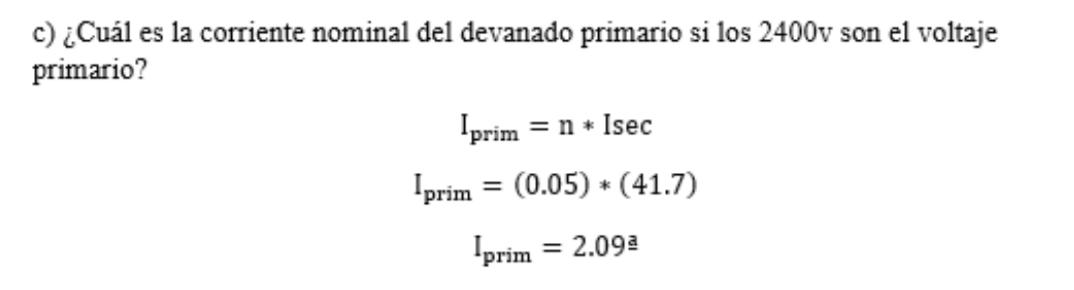 c) ¿Cuál es la corriente nominal del devanado primario si los 2400v son el voltaje
primario?
Iprim = n * Isec
Iprim = (0.05) * (41.7)
Iprim = 2.09ª